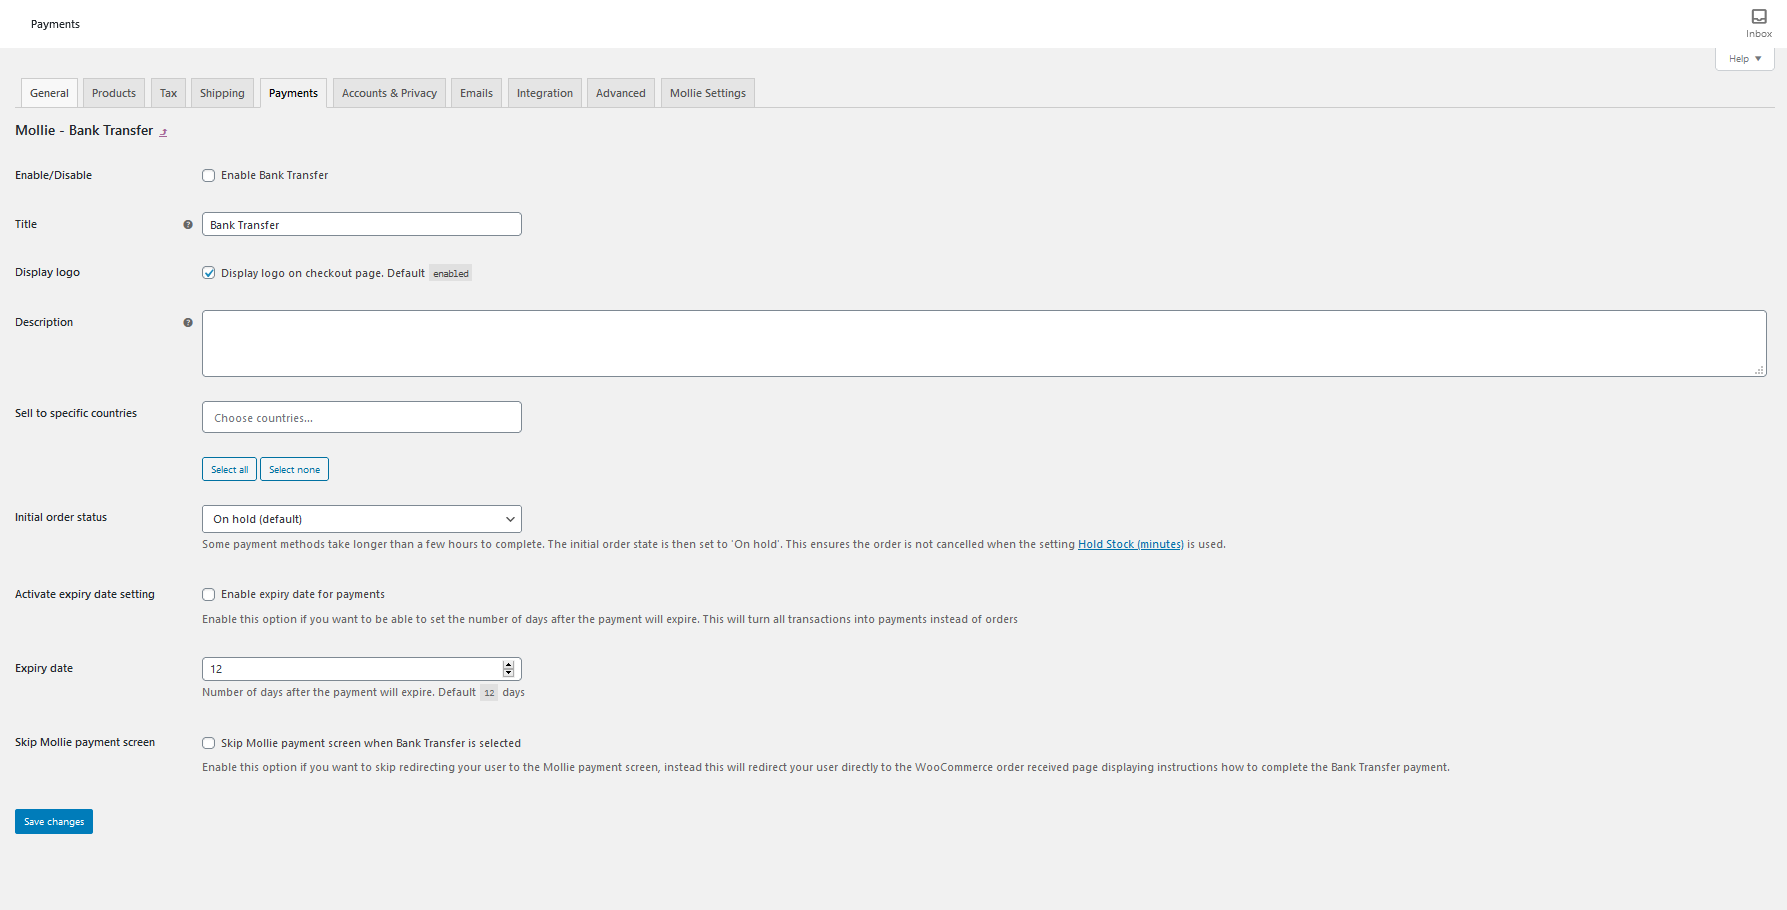 Payments
Inbox
Help
General Products Tax Shipping Payments Accounts & Privacy Emails Integration Advanced Mollie Settings
Mollie - Bank Transfer
Enable/Disable Enable Bank Transfer
Title Bank Transfer
Display logo Display logo on checkout page. Default enabled
Description
Sell to specific countries Choose countries...
Select all Select none
Initial order status On hold (default)
Some payment methods take longer than a few hours to complete. The initial order state is then set to 'On hold'. This ensures the order is not cancelled when the setting Hold Stock (minutes) is used.
Activate expiry date setting Enable expiry date for payments
Enable this option if you want to be able to set the number of days after the payment will expire. This will turn all transactions into payments instead of orders
Expiry date 12
Number of days after the payment will expire. Default 12 days
Skip Mollie payment screen Skip Mollie payment screen when Bank Transfer is selected
Enable this option if you want to skip redirecting your user to the Mollie payment screen, instead this will redirect your user directly to the WooCommerce order received page displaying instructions how to complete the Bank Transfer payment.
Save changes